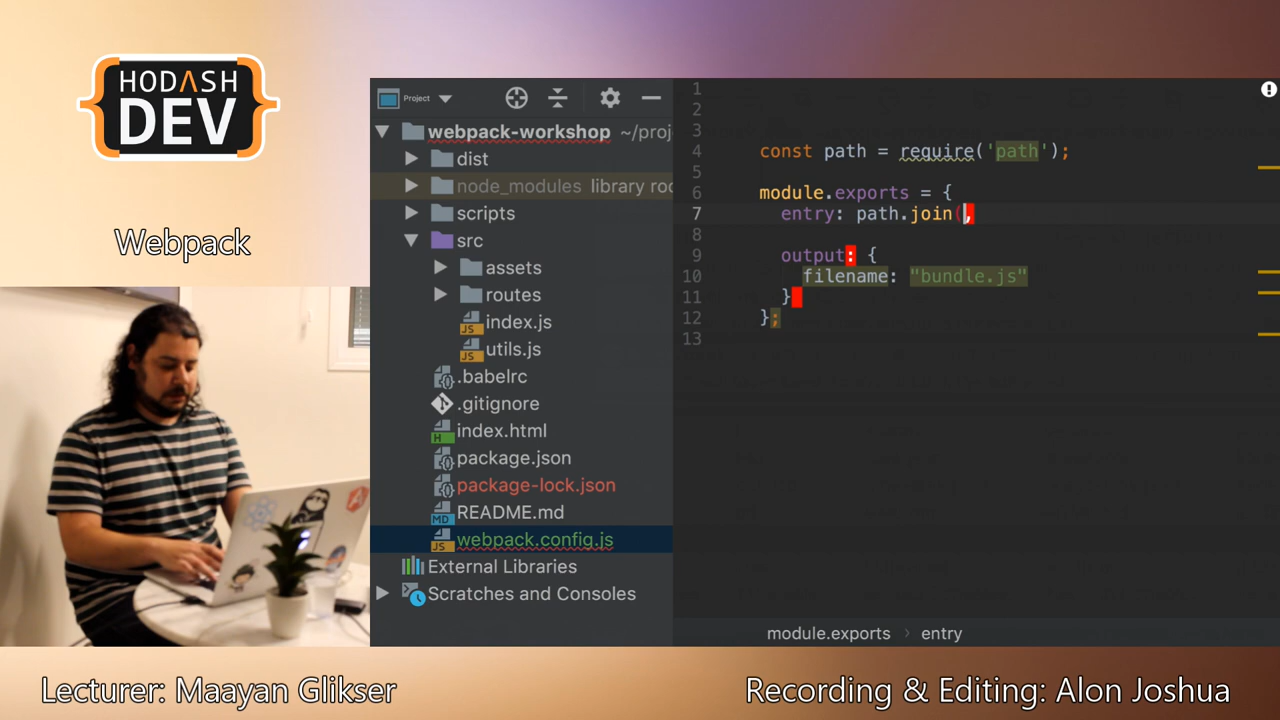 HODΛSH
DEV
Webpack
Project
webpack-workshop ~/proj
dist
node_modules library roo
scripts
src
assets
routes
index.js
utils.js
.babelrc
.gitignore
index.html
package.json
package-lock.json
README.md
webpack.config.js
External Libraries
Scratches and Consoles
1
2
3
4 const path = require('path');
5
6 module.exports = {
7 entry: path.join(,
8
9 output: {
10 filename: "bundle.js"
11 }
12 };
13
module.exports › entry
Lecturer: Maayan Glikser
Recording & Editing: Alon Joshua